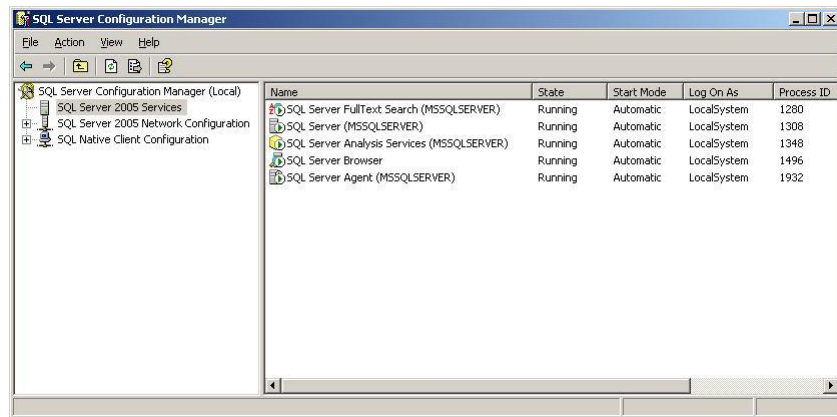 SQL Server Configuration Manager
File Action View Help
SQL Server Configuration Manager (Local)
SQL Server 2005 Services
SQL Server 2005 Network Configuration
SQL Native Client Configuration
Name State Start Mode Log On As Process ID
SQL Server FullText Search (MSSQLSERVER) Running Automatic LocalSystem 1280
SQL Server (MSSQLSERVER) Running Automatic LocalSystem 1308
SQL Server Analysis Services (MSSQLSERVER) Running Automatic LocalSystem 1348
SQL Server Browser Running Automatic LocalSystem 1496
SQL Server Agent (MSSQLSERVER) Running Automatic LocalSystem 1932